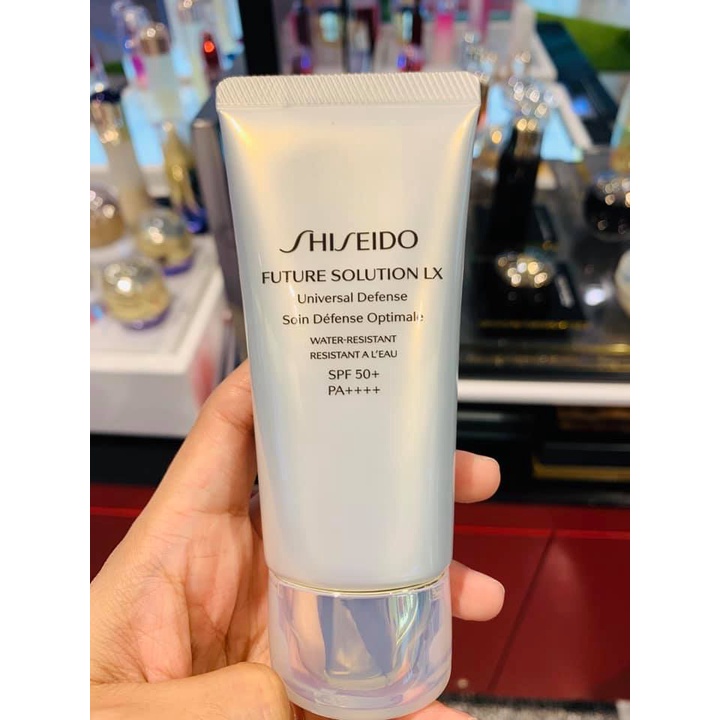 SHISEIDO
FUTURE SOLUTION LX
Universal Defense
Soin Défense Optimale
WATER-RESISTANT
RESISTANT A L'EAU
SPF 50+
PA++++